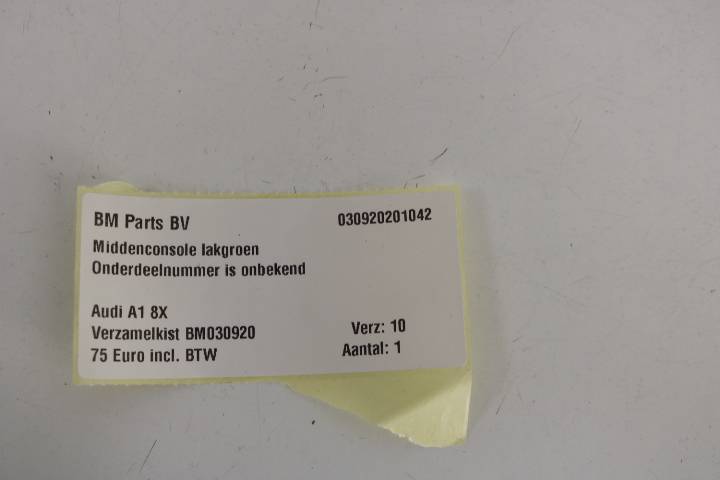 BM Parts BV 030920201042
Middenconsole lakgroen
Onderdeelnummer is onbekend
Audi A1 8X
Verzamelkist BM030920 Verz: 10
75 Euro incl. BTW Aantal: 1